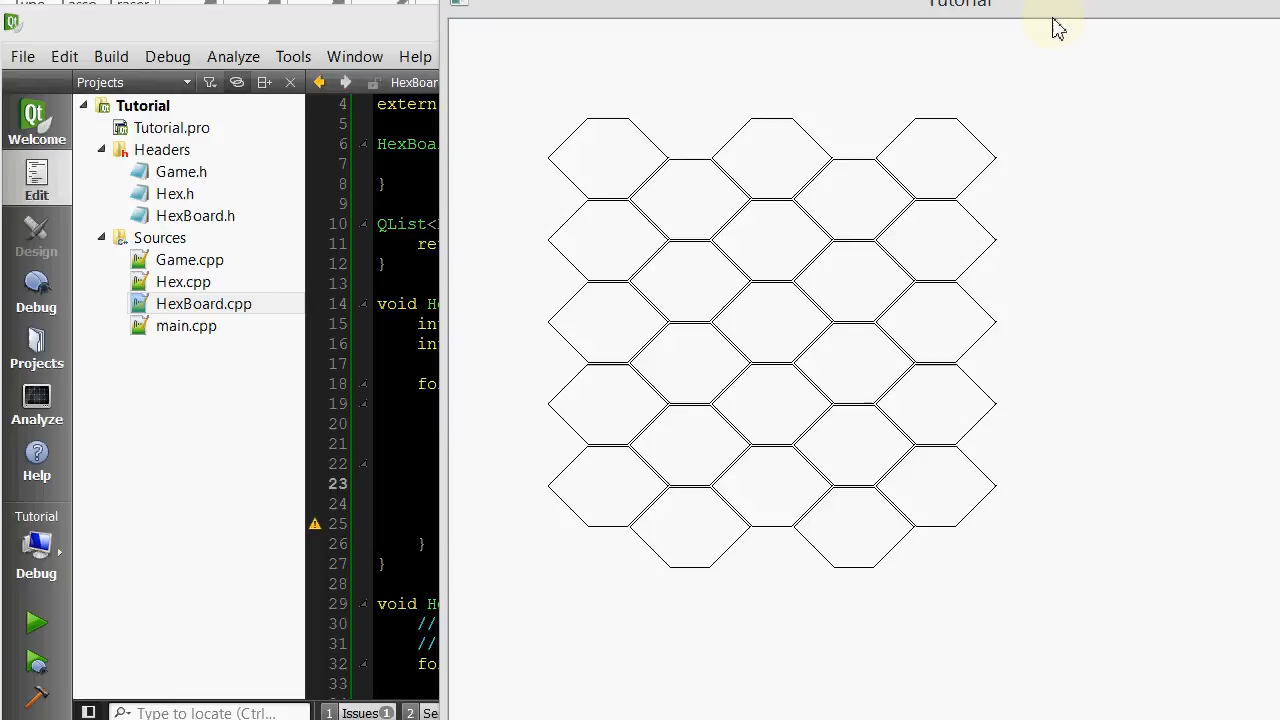 Tutorial
File Edit Build Debug Analyze Tools Window Help
Projects
HexBoar
Welcome
Edit
Design
Debug
Projects
Analyze
Help
Tutorial
Debug
Tutorial
Tutorial.pro
Headers
Game.h
Hex.h
HexBoard.h
Sources
Game.cpp
Hex.cpp
HexBoard.cpp
main.cpp
4 extern
5
6 HexBoa
7
8 }
9
10 QList<
11 re
12 }
13
14 void H
15 in
16 in
17
18 fo
19
20
21
22
23
24
25
26 }
27 }
28
29 void H
30 //
31 //
32 fo
33
Type to locate (Ctrl...
1 Issues 1 2 Se